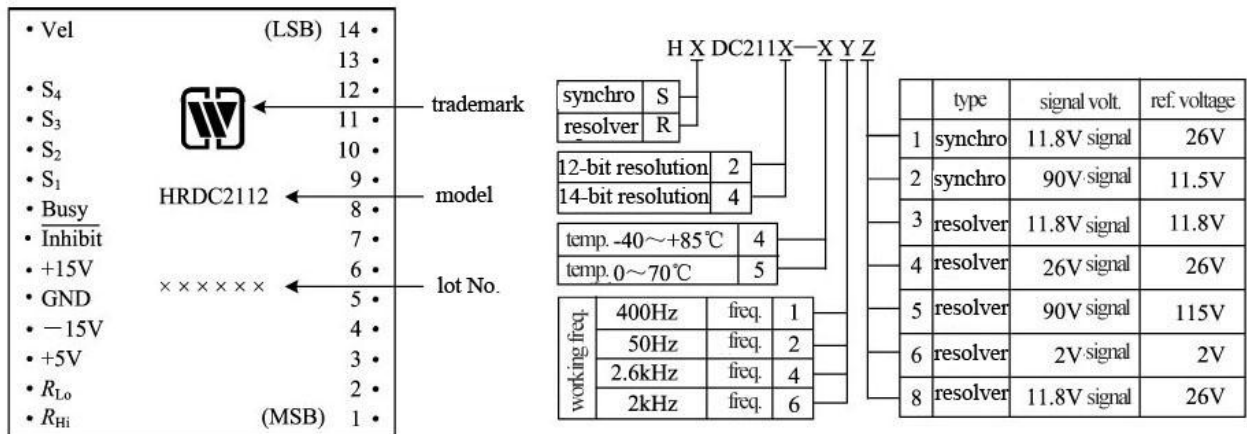 • Vel (LSB) 14 •
13 •
• S4 12 •
• S3 11 •
• S2 10 •
• S1 9 •
• Busy 8 •
• Inhibit 7 •
• +15V 6 •
• GND 5 •
• —15V 4 •
• +5V 3 •
• RLo 2 •
• RHi (MSB) 1 •
HRDC2112
××××××
trademark
model
lot No.
H X DC211X—X Y Z
synchro S
resolver R
12-bit resolution 2
14-bit resolution 4
temp. -40～+85℃ 4
temp. 0～70℃ 5
working freq.
400Hz freq. 1
50Hz freq. 2
2.6kHz freq. 4
2kHz freq. 6
type signal volt. ref. voltage
1 synchro 11.8V signal 26V
2 synchro 90V signal 11.5V
3 resolver 11.8V signal 11.8V
4 resolver 26V signal 26V
5 resolver 90V signal 115V
6 resolver 2V signal 2V
8 resolver 11.8V signal 26V